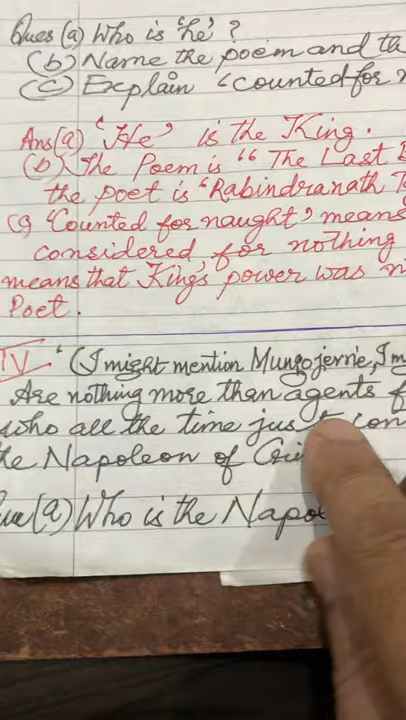 Ques (a) Who is 'he' ?
(b) Name the poem and
(c) Explain 'counted for
Ans (a) 'He' is the King.
(b) The Poem is "The Last
the poet is 'Rabindranath
(c) 'Counted for naught' means
considered for nothing
means that King's power was
Poet.
IV. (I might mention Mungojerrie, I
Are nothing more than agents
who all the time just
Napoleon of
(a) Who is the